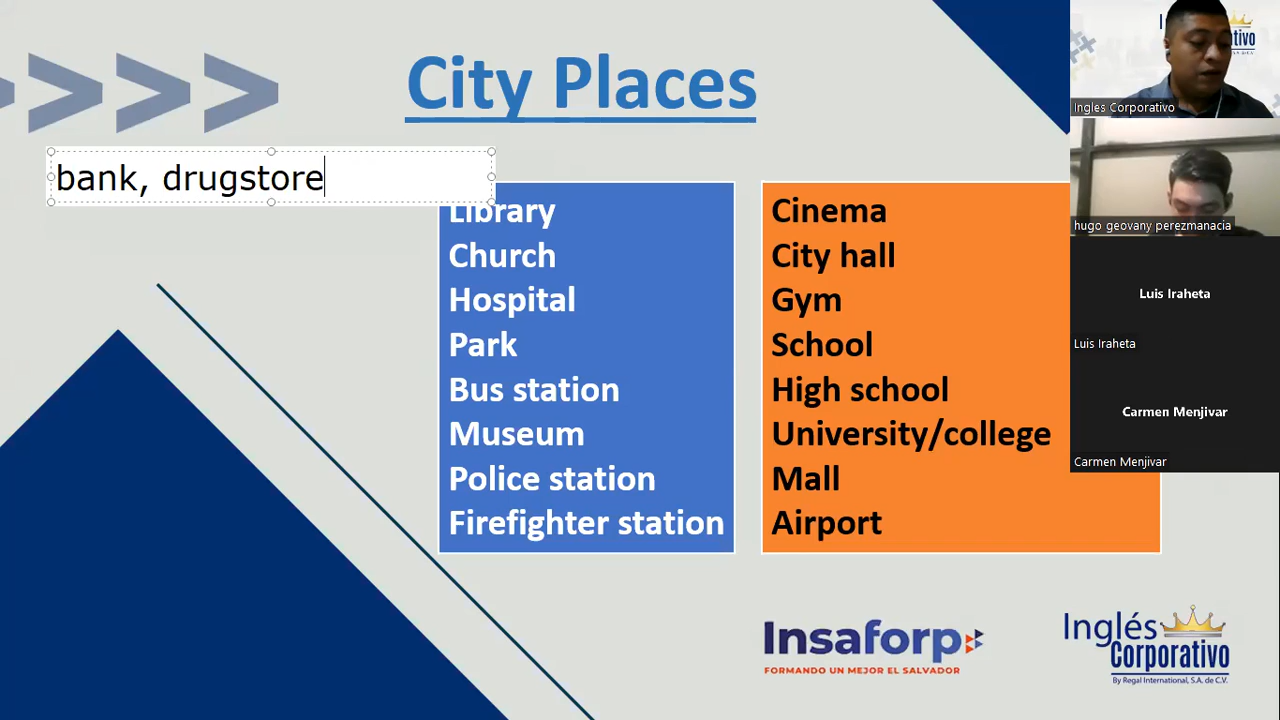 City Places
bank, drugstore
Library
Church
Hospital
Park
Bus station
Museum
Police station
Firefighter station
Cinema
City hall
Gym
School
High school
University/college
Mall
Airport
Ingles Corporativo
hugo geovany perezmanacia
Luis Iraheta
Luis Iraheta
Carmen Menjivar
Carmen Menjivar
Insaforp
FORMANDO UN MEJOR EL SALVADOR
Inglés
Corporativo
By Regal International, S.A. de C.V.